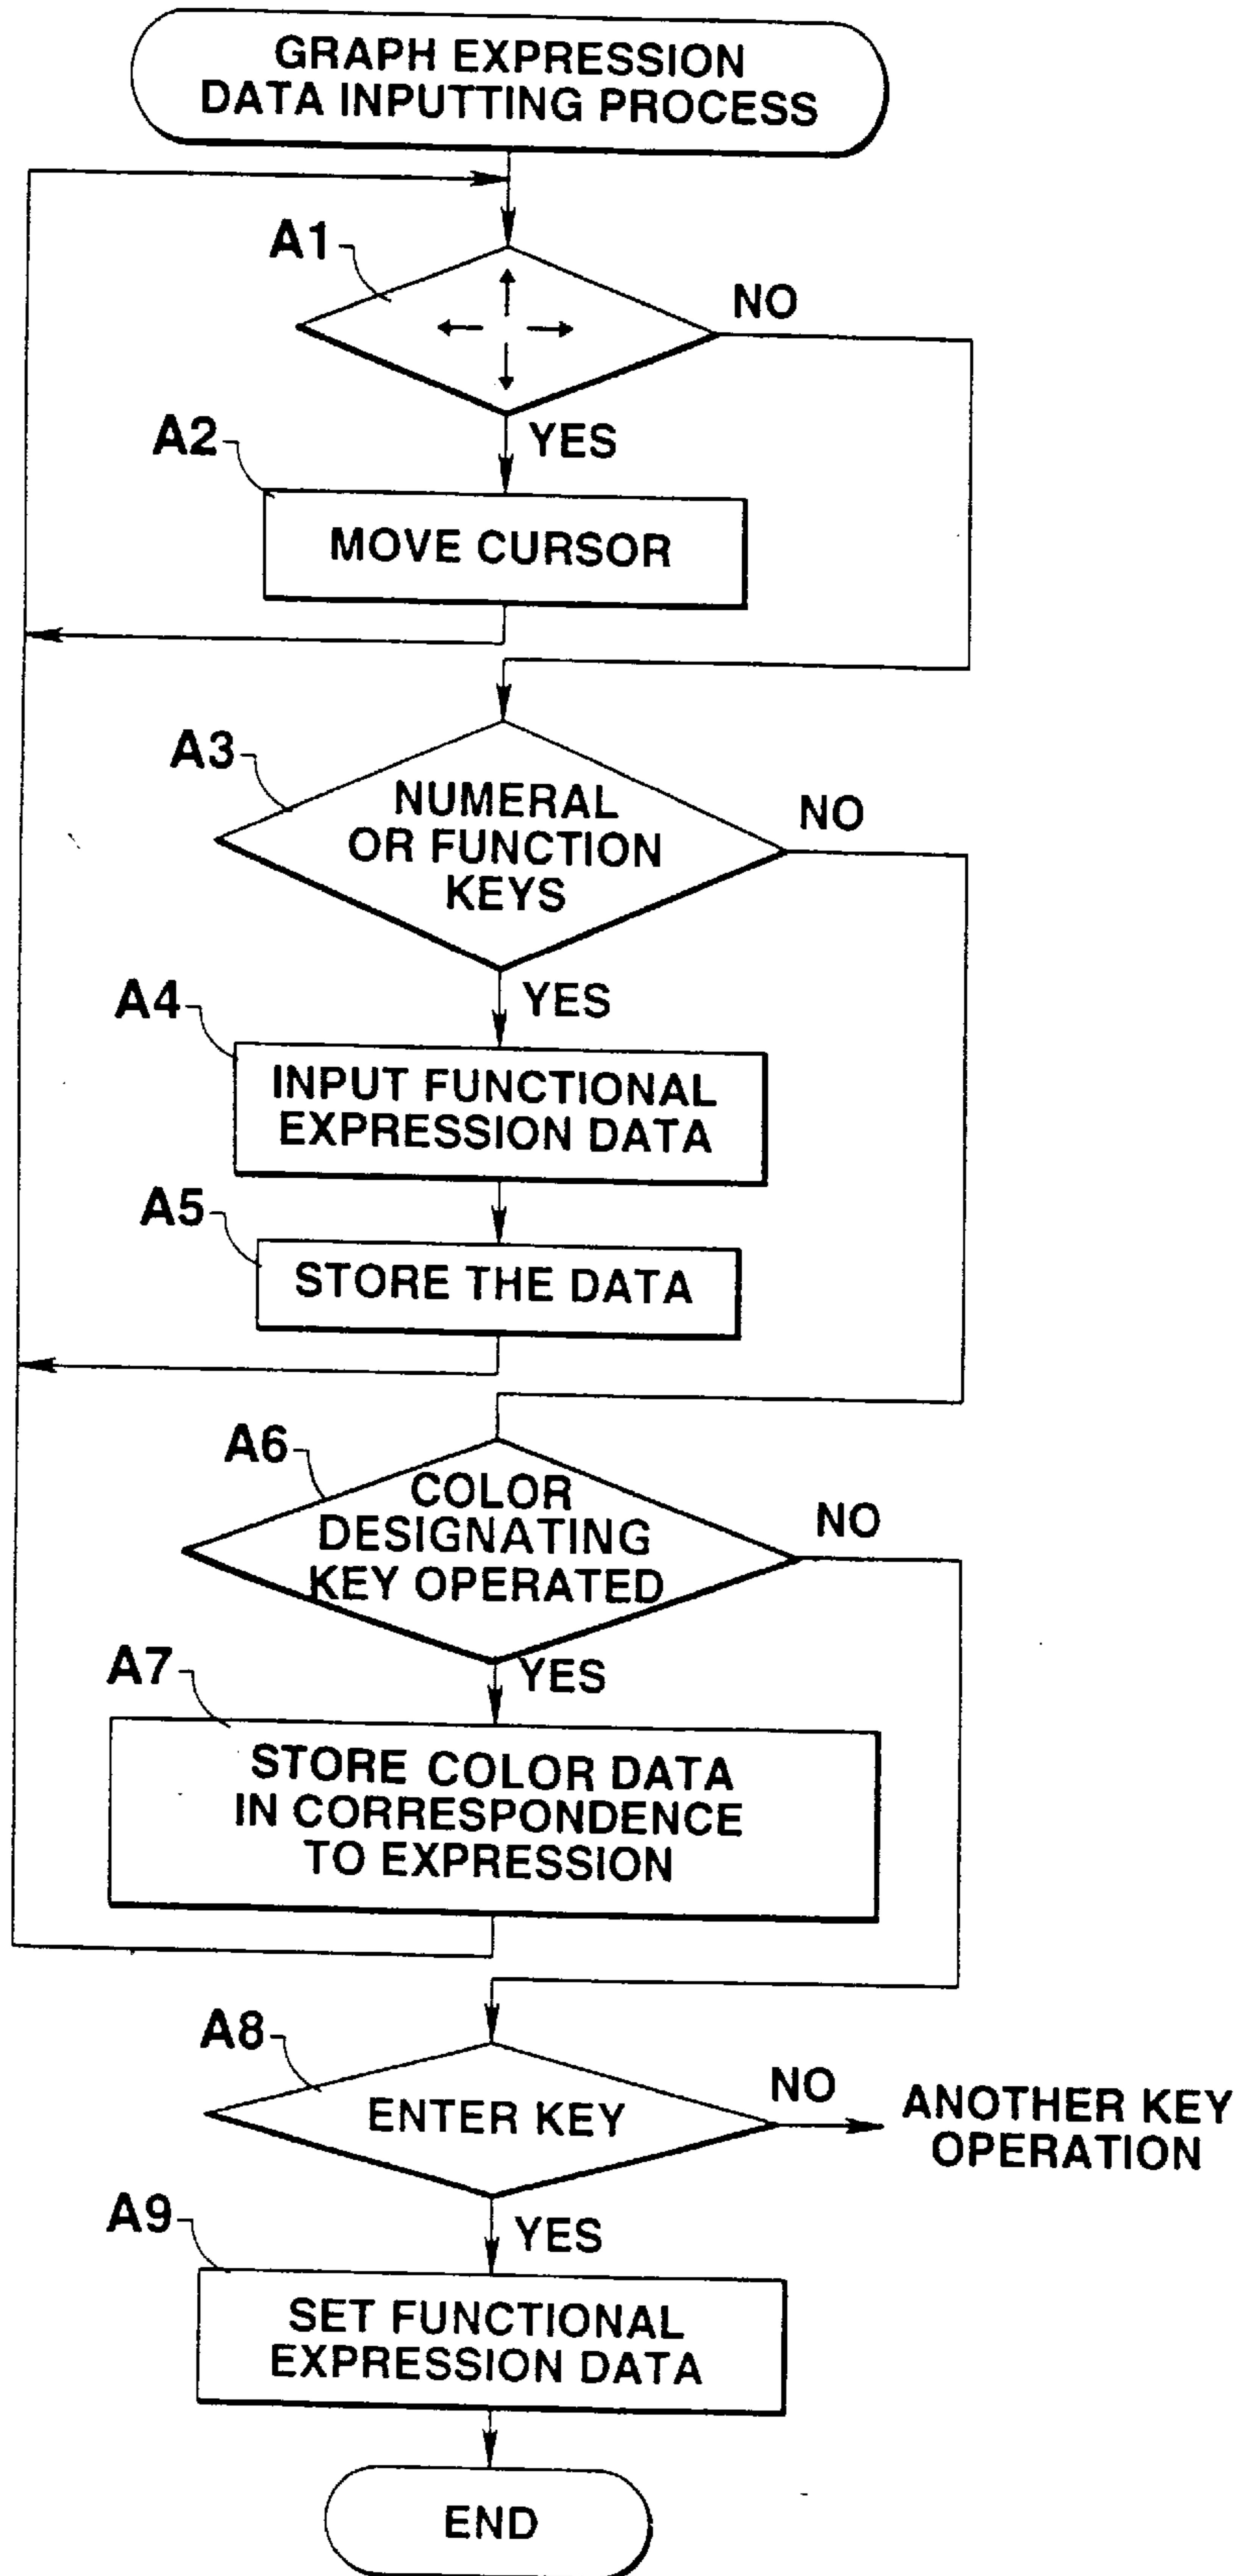 GRAPH EXPRESSION
DATA INPUTTING PROCESS
A1
NO
YES
A2
MOVE CURSOR
A3
NUMERAL
OR FUNCTION
KEYS
NO
YES
A4
INPUT FUNCTIONAL
EXPRESSION DATA
A5
STORE THE DATA
A6
COLOR
DESIGNATING
KEY OPERATED
NO
YES
A7
STORE COLOR DATA
IN CORRESPONDENCE
TO EXPRESSION
A8
ENTER KEY
NO
ANOTHER KEY
OPERATION
YES
A9
SET FUNCTIONAL
EXPRESSION DATA
END